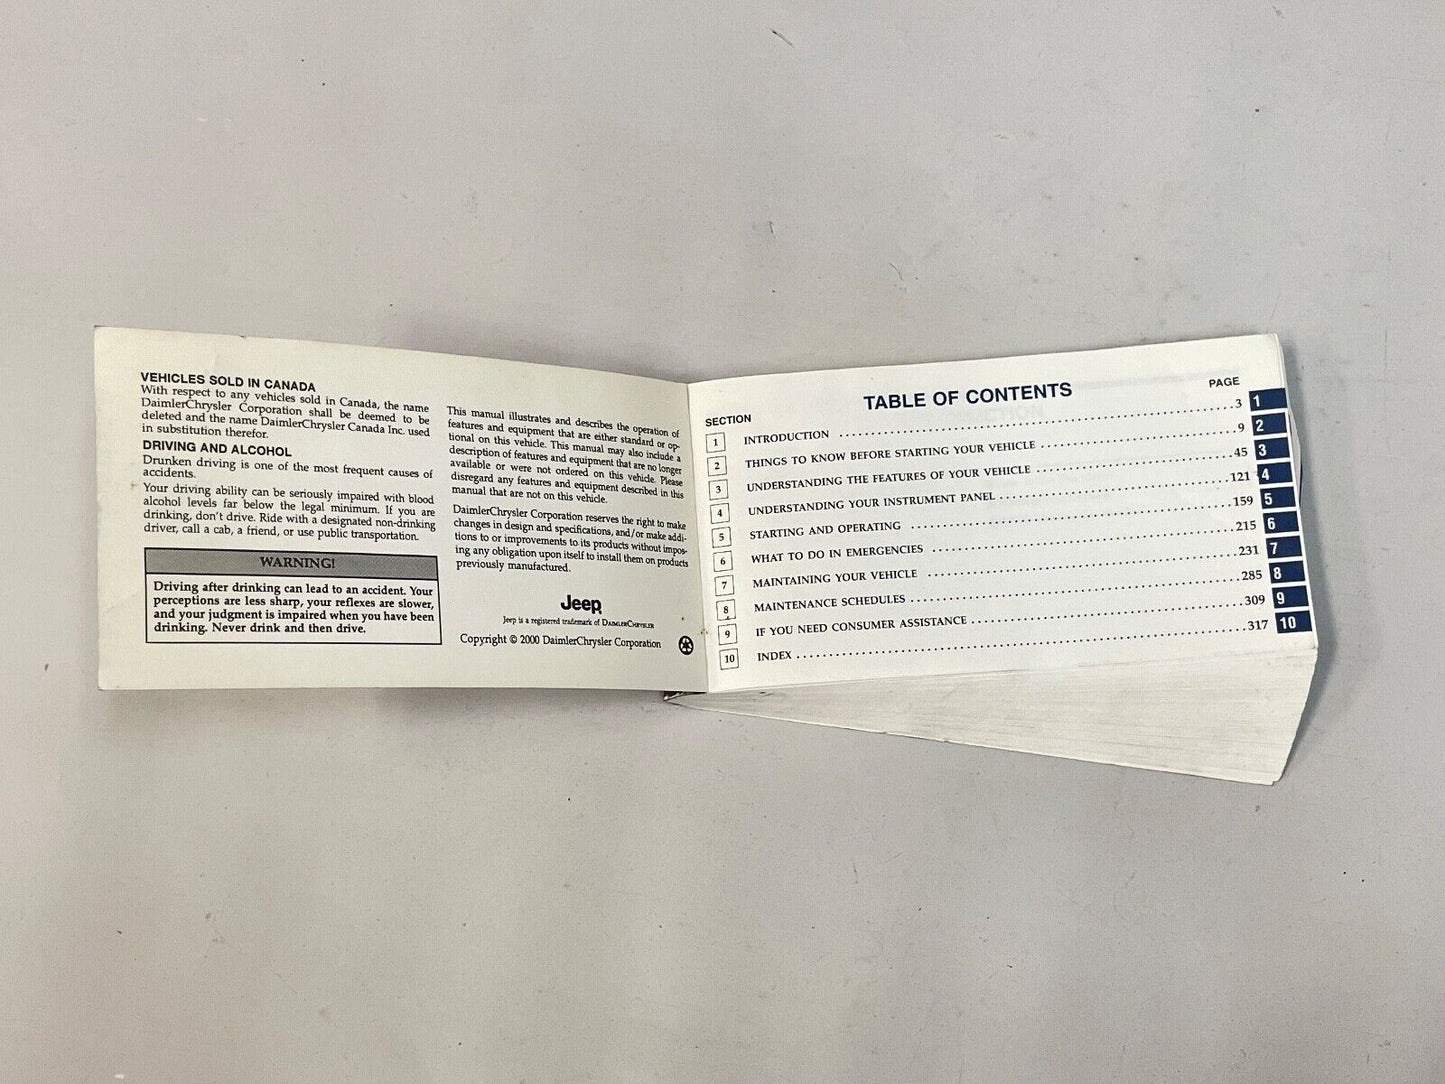 VEHICLES SOLD IN CANADA
With respect to any vehicles sold in Canada, the name
DaimlerChrysler Corporation shall be deemed to be
deleted and the name DaimlerChrysler Canada Inc. used
in substitution therefor.
DRIVING AND ALCOHOL
Drunken driving is one of the most frequent causes of
accidents.
Your driving ability can be seriously impaired with blood
alcohol levels far below the legal minimum. If you are
drinking, don't drive. Ride with a designated non-drinking
driver, call a cab, a friend, or use public transportation.
WARNING!
Driving after drinking can lead to an accident. Your
perceptions are less sharp, your reflexes are slower,
and your judgment is impaired when you have been
drinking. Never drink and then drive.
This manual illustrates and describes the operation of
features and equipment that are either standard or op-
tional on this vehicle. This manual may also include a
description of features and equipment that are no longer
available or were not ordered on this vehicle. Please
disregard any features and equipment described in this
manual that are not on this vehicle.
DaimlerChrysler Corporation reserves the right to make
changes in design and specifications, and/or make addi-
tions to or improvements to its products without impos-
ing any obligation upon itself to install them on products
previously manufactured.
Jeep
Jeep is a registered trademark of DAIMLERCHRYSLER
Copyright © 2000 DaimlerChrysler Corporation
TABLE OF CONTENTS
SECTION PAGE
1 INTRODUCTION ........ 3 1
2 THINGS TO KNOW BEFORE STARTING YOUR VEHICLE ........ 9 2
3 UNDERSTANDING THE FEATURES OF YOUR VEHICLE ........ 45 3
4 UNDERSTANDING YOUR INSTRUMENT PANEL ........ 121 4
5 STARTING AND OPERATING ........ 159 5
6 WHAT TO DO IN EMERGENCIES ........ 215 6
7 MAINTAINING YOUR VEHICLE ........ 231 7
8 MAINTENANCE SCHEDULES ........ 285 8
9 IF YOU NEED CONSUMER ASSISTANCE ........ 309 9
10 INDEX ........ 317 10